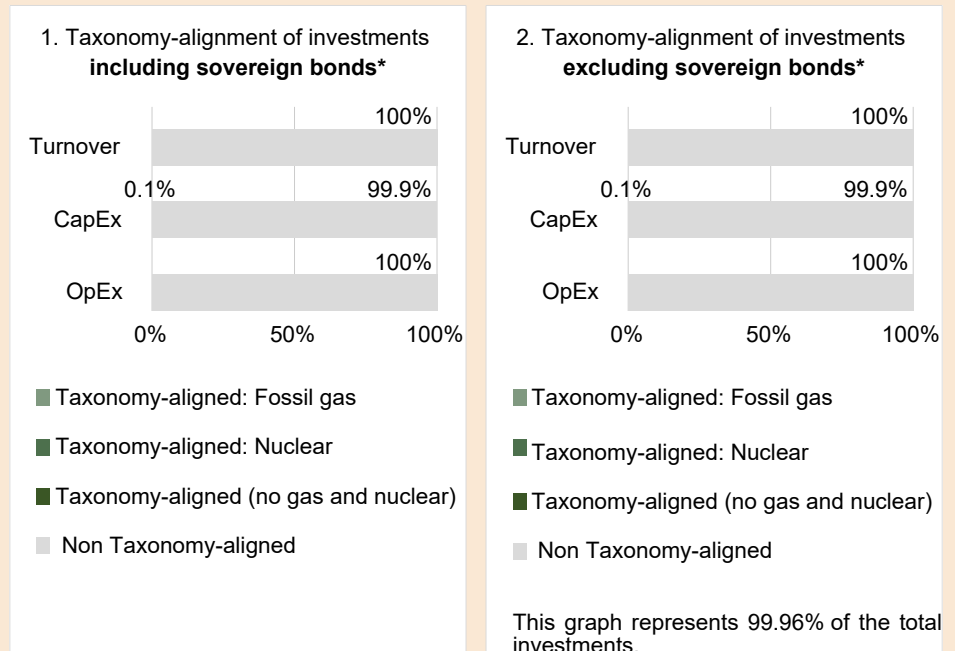 1. Taxonomy-alignment of investments
including sovereign bonds*
100%
Turnover
0.1% 99.9%
CapEx
100%
OpEx
0% 50% 100%
Taxonomy-aligned: Fossil gas
Taxonomy-aligned: Nuclear
Taxonomy-aligned (no gas and nuclear)
Non Taxonomy-aligned
2. Taxonomy-alignment of investments
excluding sovereign bonds*
100%
Turnover
0.1% 99.9%
CapEx
100%
OpEx
0% 50% 100%
Taxonomy-aligned: Fossil gas
Taxonomy-aligned: Nuclear
Taxonomy-aligned (no gas and nuclear)
Non Taxonomy-aligned
This graph represents 99.96% of the total
investments.